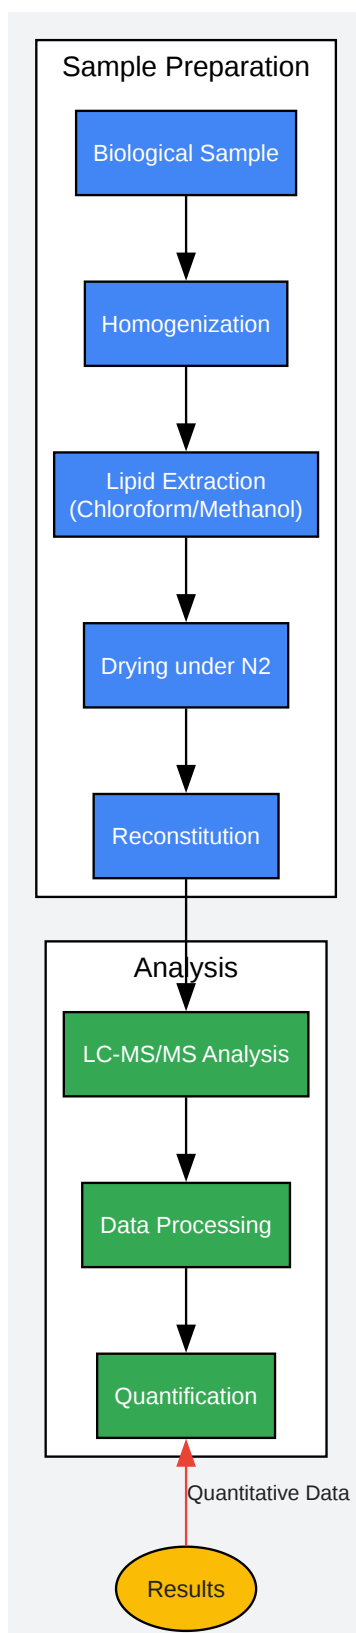 Sample Preparation
Biological Sample
Homogenization
Lipid Extraction
(Chloroform/Methanol)
Drying under N2
Reconstitution
Analysis
LC-MS/MS Analysis
Data Processing
Quantification
Quantitative Data
Results